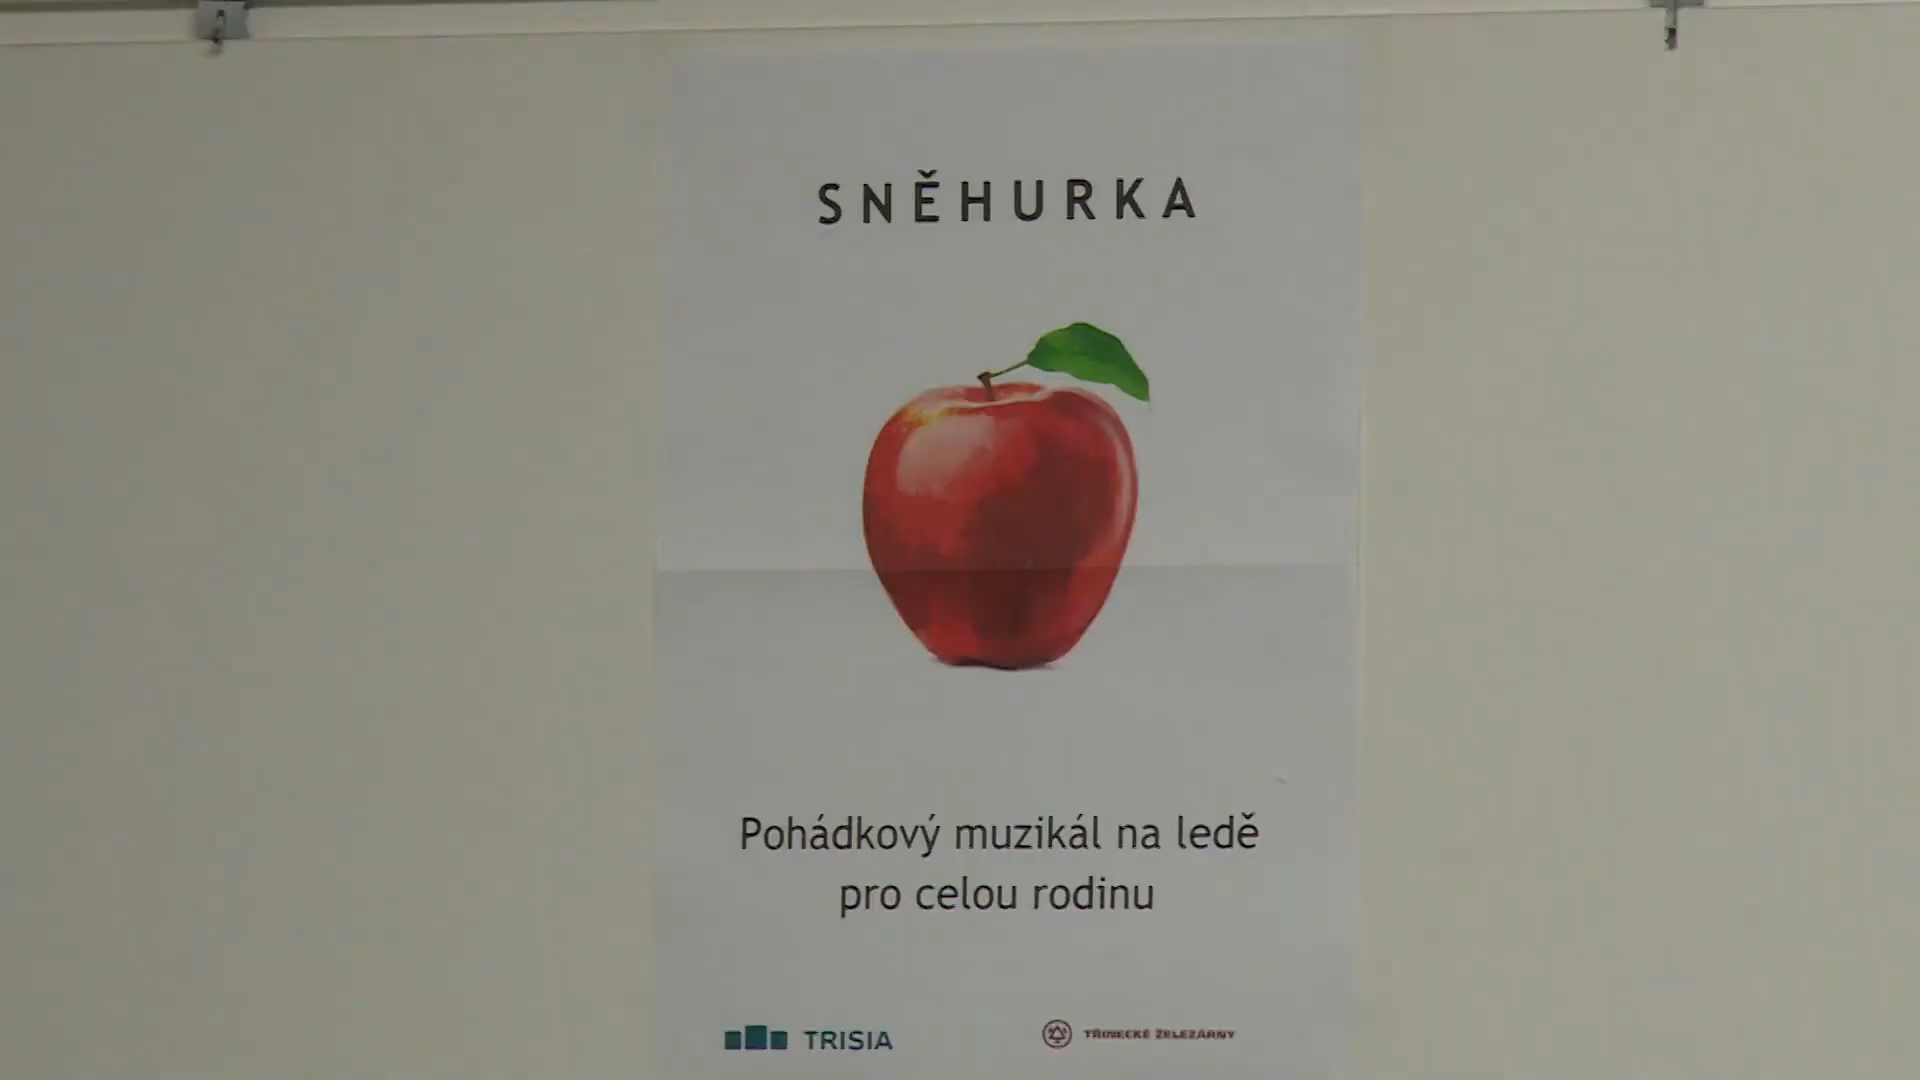 SNĚHURKA
Pohádkový muzikál na ledě
pro celou rodinu
TRISIA
TŘINECKÉ ŽELEZÁRNY